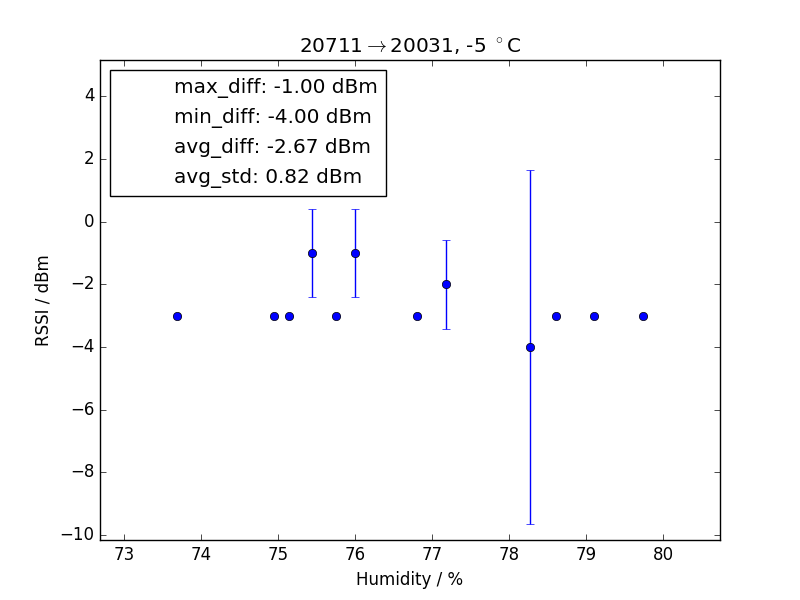 20711→20031, -5 °C
max_diff: -1.00 dBm
min_diff: -4.00 dBm
avg_diff: -2.67 dBm
avg_std: 0.82 dBm
RSSI / dBm
4
2
0
−2
−4
−6
−8
−10
73 74 75 76 77 78 79 80
Humidity / %